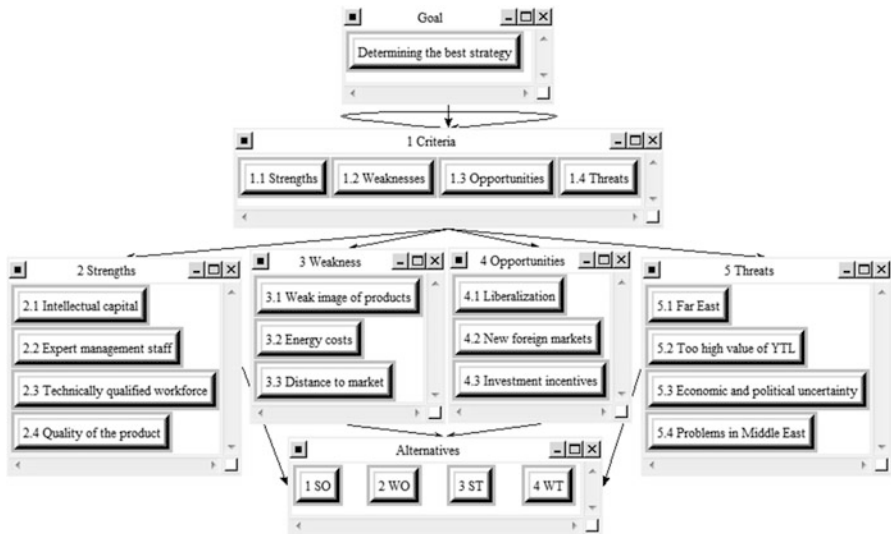 Goal
Determining the best strategy
1 Criteria
1.1 Strengths
1.2 Weaknesses
1.3 Opportunities
1.4 Threats
2 Strengths
2.1 Intellectual capital
2.2 Expert management staff
2.3 Technically qualified workforce
2.4 Quality of the product
3 Weakness
3.1 Weak image of products
3.2 Energy costs
3.3 Distance to market
4 Opportunities
4.1 Liberalization
4.2 New foreign markets
4.3 Investment incentives
5 Threats
5.1 Far East
5.2 Too high value of YTL
5.3 Economic and political uncertainty
5.4 Problems in Middle East
Alternatives
1 SO
2 WO
3 ST
4 WT